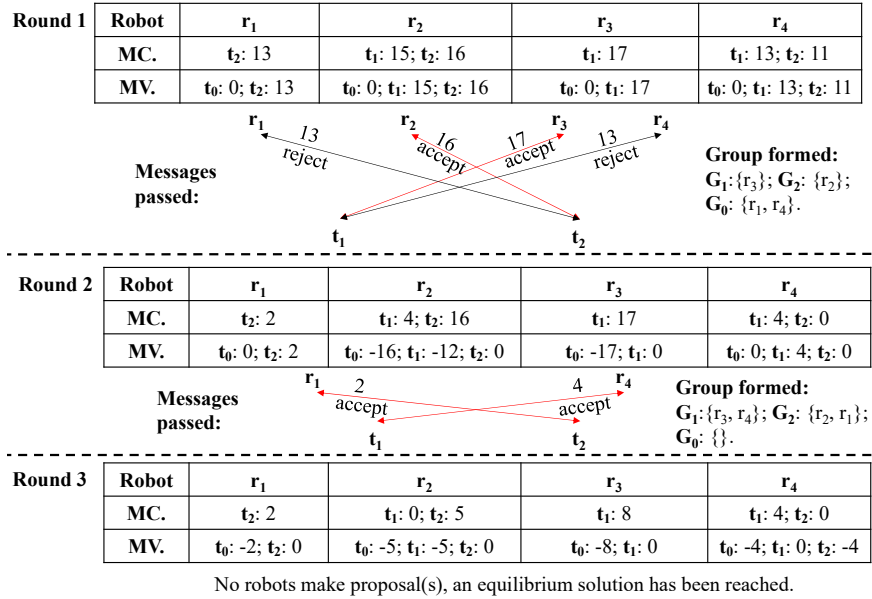 Round 1 Robot r₁ r₂ r₃ r₄
MC. t₂: 13 t₁: 15; t₂: 16 t₁: 17 t₁: 13; t₂: 11
MV. t₀: 0; t₂: 13 t₀: 0; t₁: 15; t₂: 16 t₀: 0; t₁: 17 t₀: 0; t₁: 13; t₂: 11
r₁ r₂ r₃ r₄
13 16 17 13
reject accept accept reject
Messages
passed:
Group formed:
G₁:{r₃}; G₂: {r₂};
G₀: {r₁, r₄}.
t₁ t₂
Round 2 Robot r₁ r₂ r₃ r₄
MC. t₂: 2 t₁: 4; t₂: 16 t₁: 17 t₁: 4; t₂: 0
MV. t₀: 0; t₂: 2 t₀: -16; t₁: -12; t₂: 0 t₀: -17; t₁: 0 t₀: 0; t₁: 4; t₂: 0
r₁ r₄
2 4
accept accept
Messages
passed:
Group formed:
G₁:{r₃, r₄}; G₂: {r₂, r₁};
G₀: {}.
t₁ t₂
Round 3 Robot r₁ r₂ r₃ r₄
MC. t₂: 2 t₁: 0; t₂: 5 t₁: 8 t₁: 4; t₂: 0
MV. t₀: -2; t₂: 0 t₀: -5; t₁: -5; t₂: 0 t₀: -8; t₁: 0 t₀: -4; t₁: 0; t₂: -4
No robots make proposal(s), an equilibrium solution has been reached.